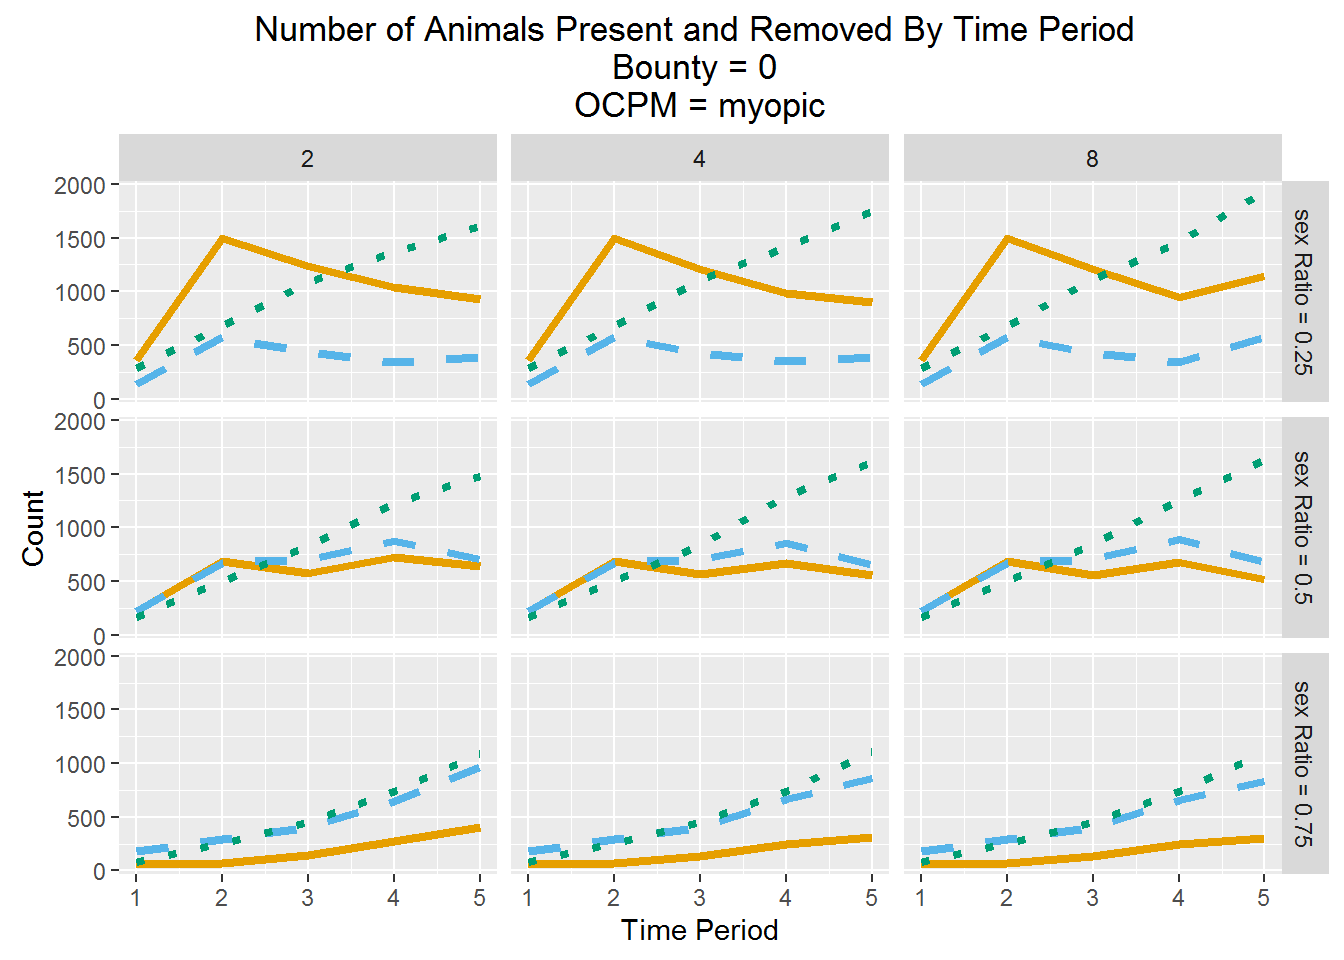 Number of Animals Present and Removed By Time Period
Bounty = 0
OCPM = myopic
2 4 8
2000
1500
1000
500
0
sex Ratio = 0.25
Count
2000
1500
1000
500
0
sex Ratio = 0.5
2000
1500
1000
500
0
sex Ratio = 0.75
1 2 3 4 5 1 2 3 4 5 1 2 3 4 5
Time Period